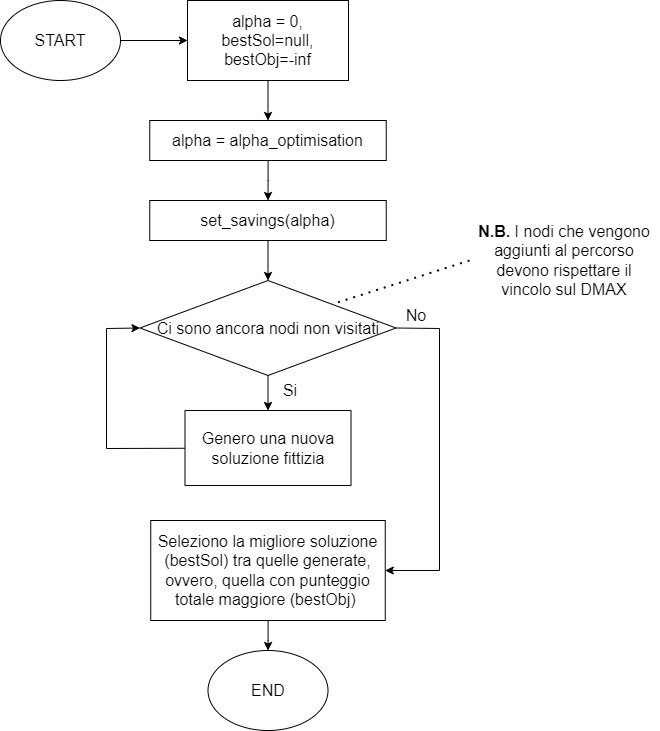 START
alpha = 0,
bestSol=null,
bestObj=-inf
alpha = alpha_optimisation
set_savings(alpha)
N.B. I nodi che vengono
aggiunti al percorso
devono rispettare il
vincolo sul DMAX
Ci sono ancora nodi non visitati
No
Si
Genero una nuova
soluzione fittizia
Seleziono la migliore soluzione
(bestSol) tra quelle generate,
ovvero, quella con punteggio
totale maggiore (bestObj)
END